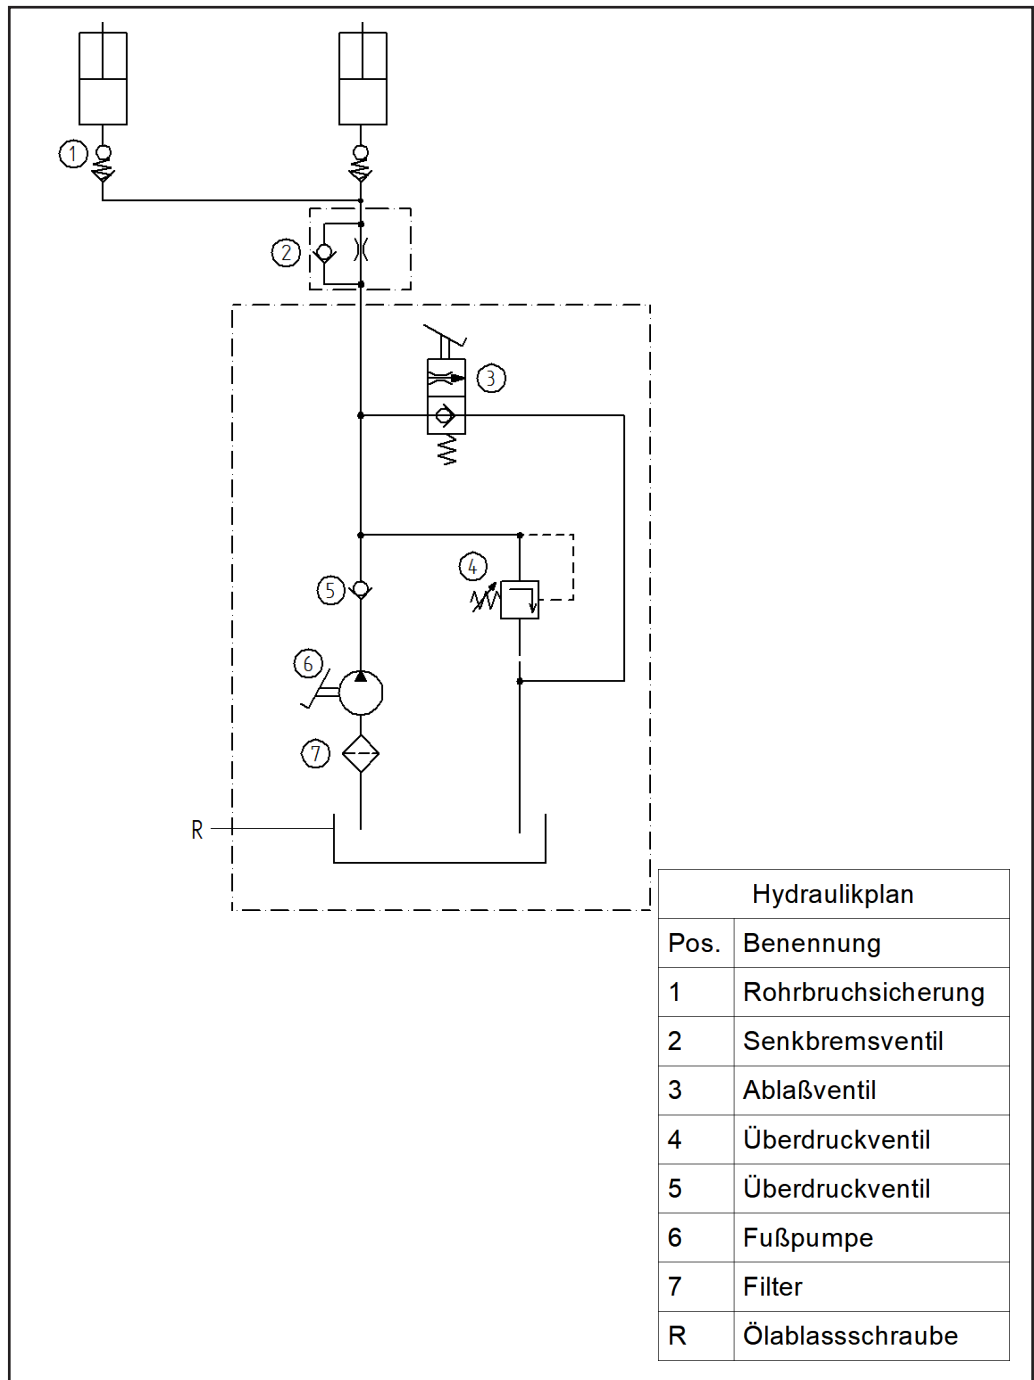 1
2
3
4
5
6
7
R
Hydraulikplan
Pos. Benennung
1 Rohrbruchsicherung
2 Senkbremsventil
3 Ablaßventil
4 Überdruckventil
5 Überdruckventil
6 Fußpumpe
7 Filter
R Ölablassschraube